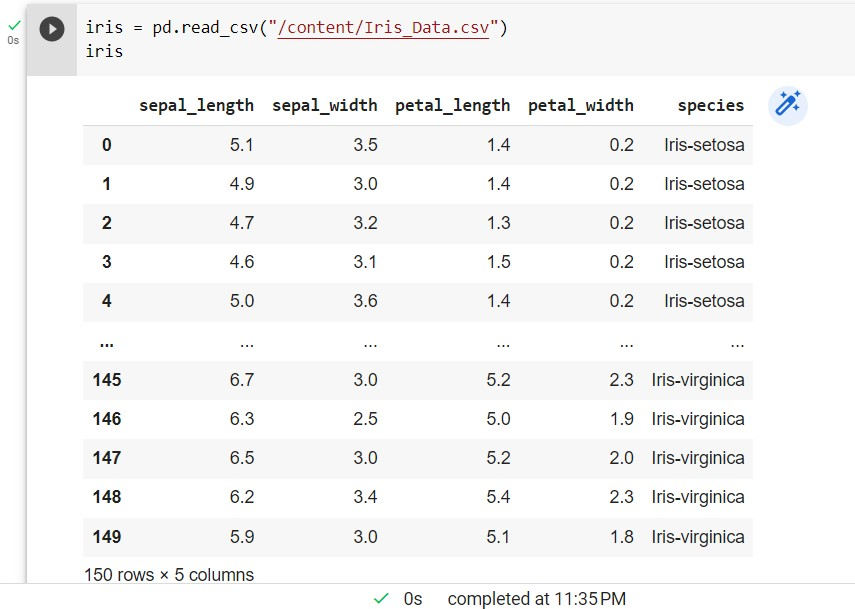 iris = pd.read_csv("/content/Iris_Data.csv")
0s
iris
sepal_length sepal_width petal_length petal_width species
0 5.1 3.5 1.4 0.2 Iris-setosa
1 4.9 3.0 1.4 0.2 Iris-setosa
2 4.7 3.2 1.3 0.2 Iris-setosa
3 4.6 3.1 1.5 0.2 Iris-setosa
4 5.0 3.6 1.4 0.2 Iris-setosa
... ... ... ... ... ...
145 6.7 3.0 5.2 2.3 Iris-virginica
146 6.3 2.5 5.0 1.9 Iris-virginica
147 6.5 3.0 5.2 2.0 Iris-virginica
148 6.2 3.4 5.4 2.3 Iris-virginica
149 5.9 3.0 5.1 1.8 Iris-virginica
150 rows × 5 columns
0s completed at 11:35 PM